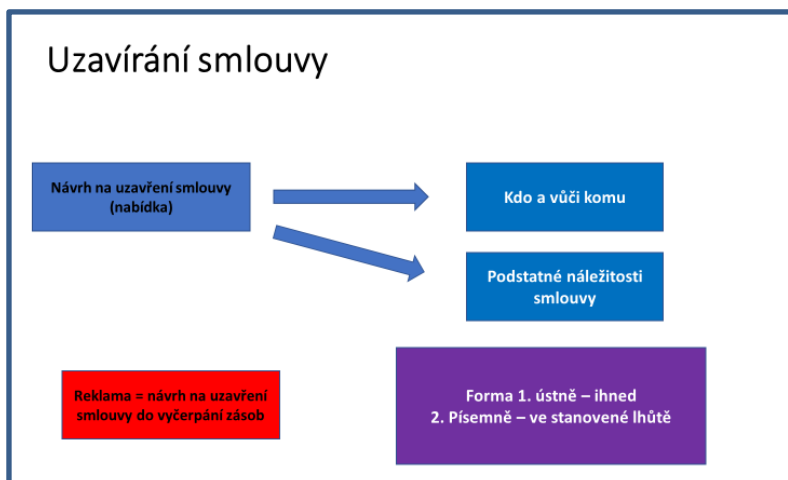 Uzavírání smlouvy
Návrh na uzavření smlouvy
(nabídka)
Kdo a vůči komu
Podstatné náležitosti
smlouvy
Reklama = návrh na uzavření
smlouvy do vyčerpání zásob
Forma 1. ústně – ihned
2. Písemně – ve stanovené lhůtě